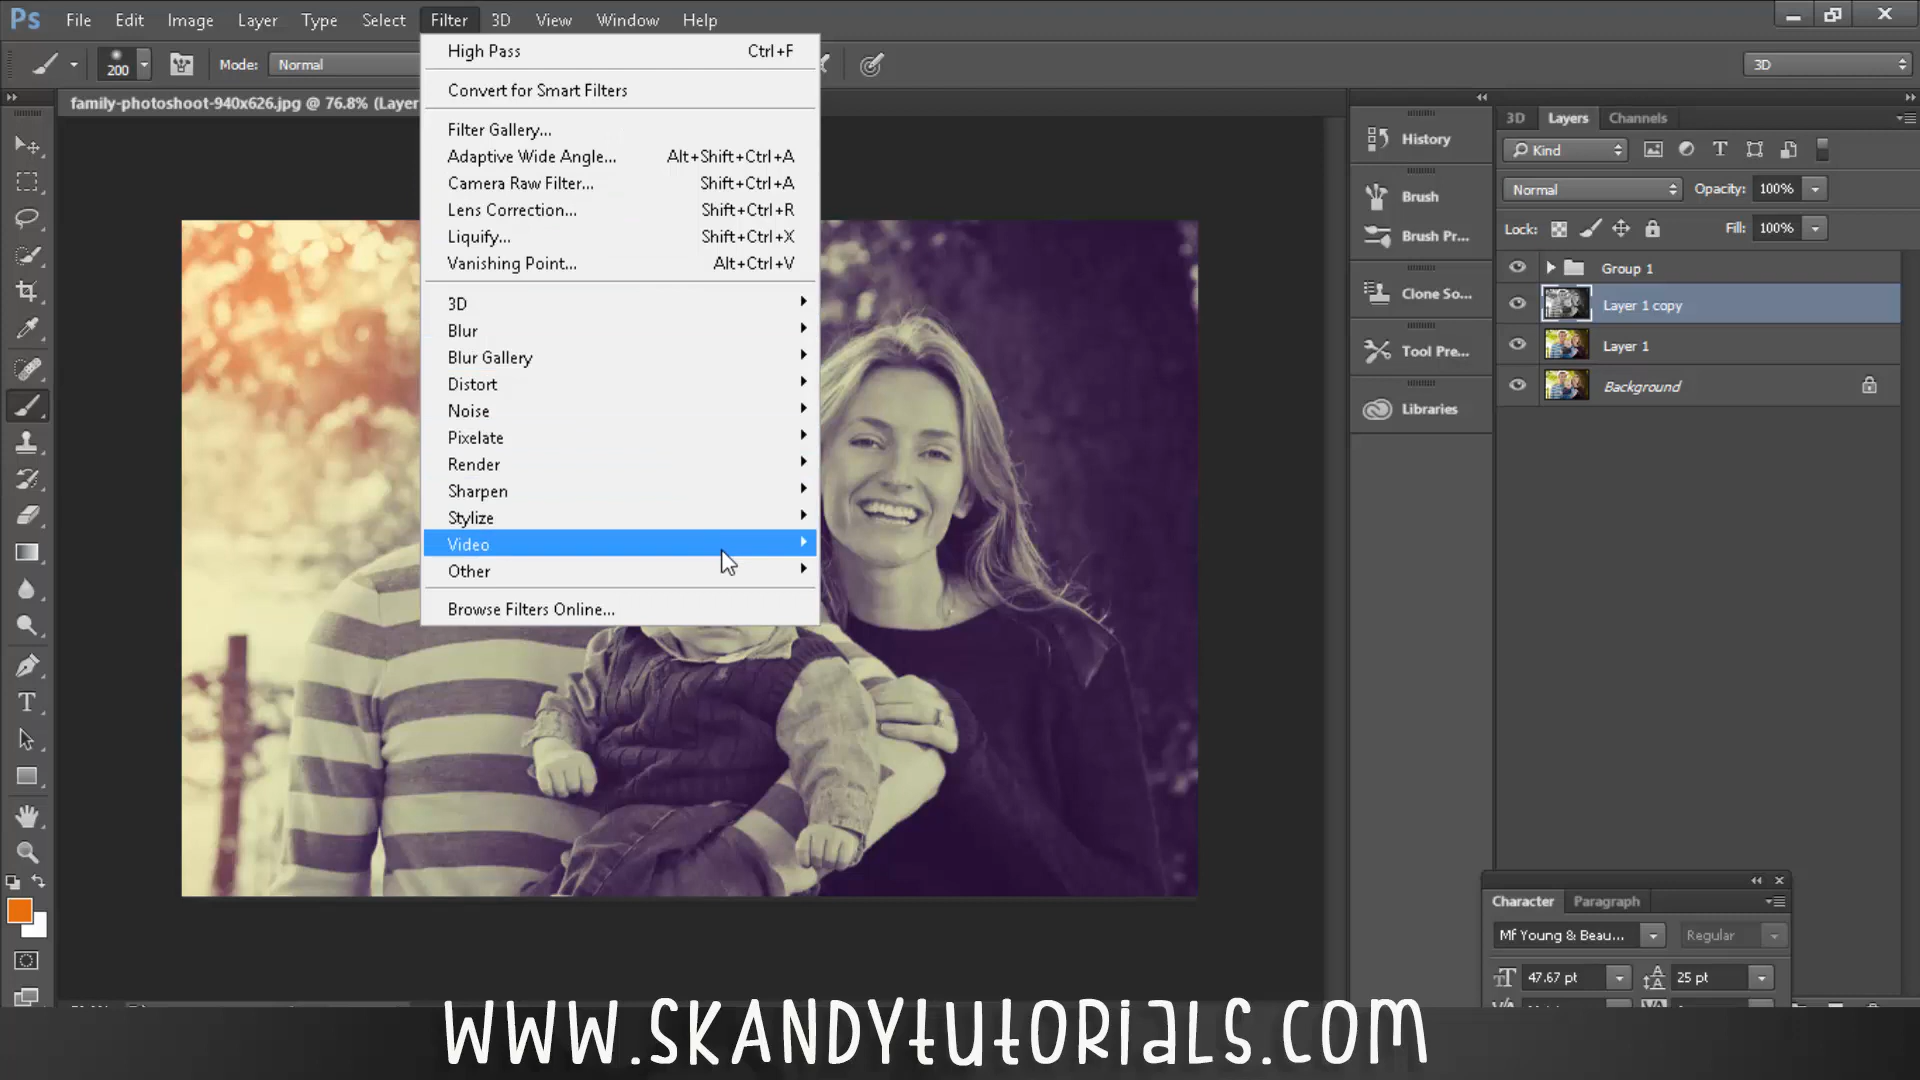 Ps File Edit Image Layer Type Select Filter 3D View Window Help
200 Mode: Normal 3D
family-photoshoot-940x626.jpg @ 76.8% (Layer
High Pass Ctrl+F
Convert for Smart Filters
Filter Gallery...
Adaptive Wide Angle... Alt+Shift+Ctrl+A
Camera Raw Filter... Shift+Ctrl+A
Lens Correction... Shift+Ctrl+R
Liquify... Shift+Ctrl+X
Vanishing Point... Alt+Ctrl+V
3D
Blur
Blur Gallery
Distort
Noise
Pixelate
Render
Sharpen
Stylize
Video
Other
Browse Filters Online...
History
Brush
Brush Pr...
Clone So...
Tool Pre...
Libraries
3D Layers Channels
Kind
Normal Opacity: 100%
Lock: Fill: 100%
Group 1
Layer 1 copy
Layer 1
Background
Character Paragraph
Mf Young & Beau... Regular
47.67 pt 25 pt
www.SKANDYtutorials.com